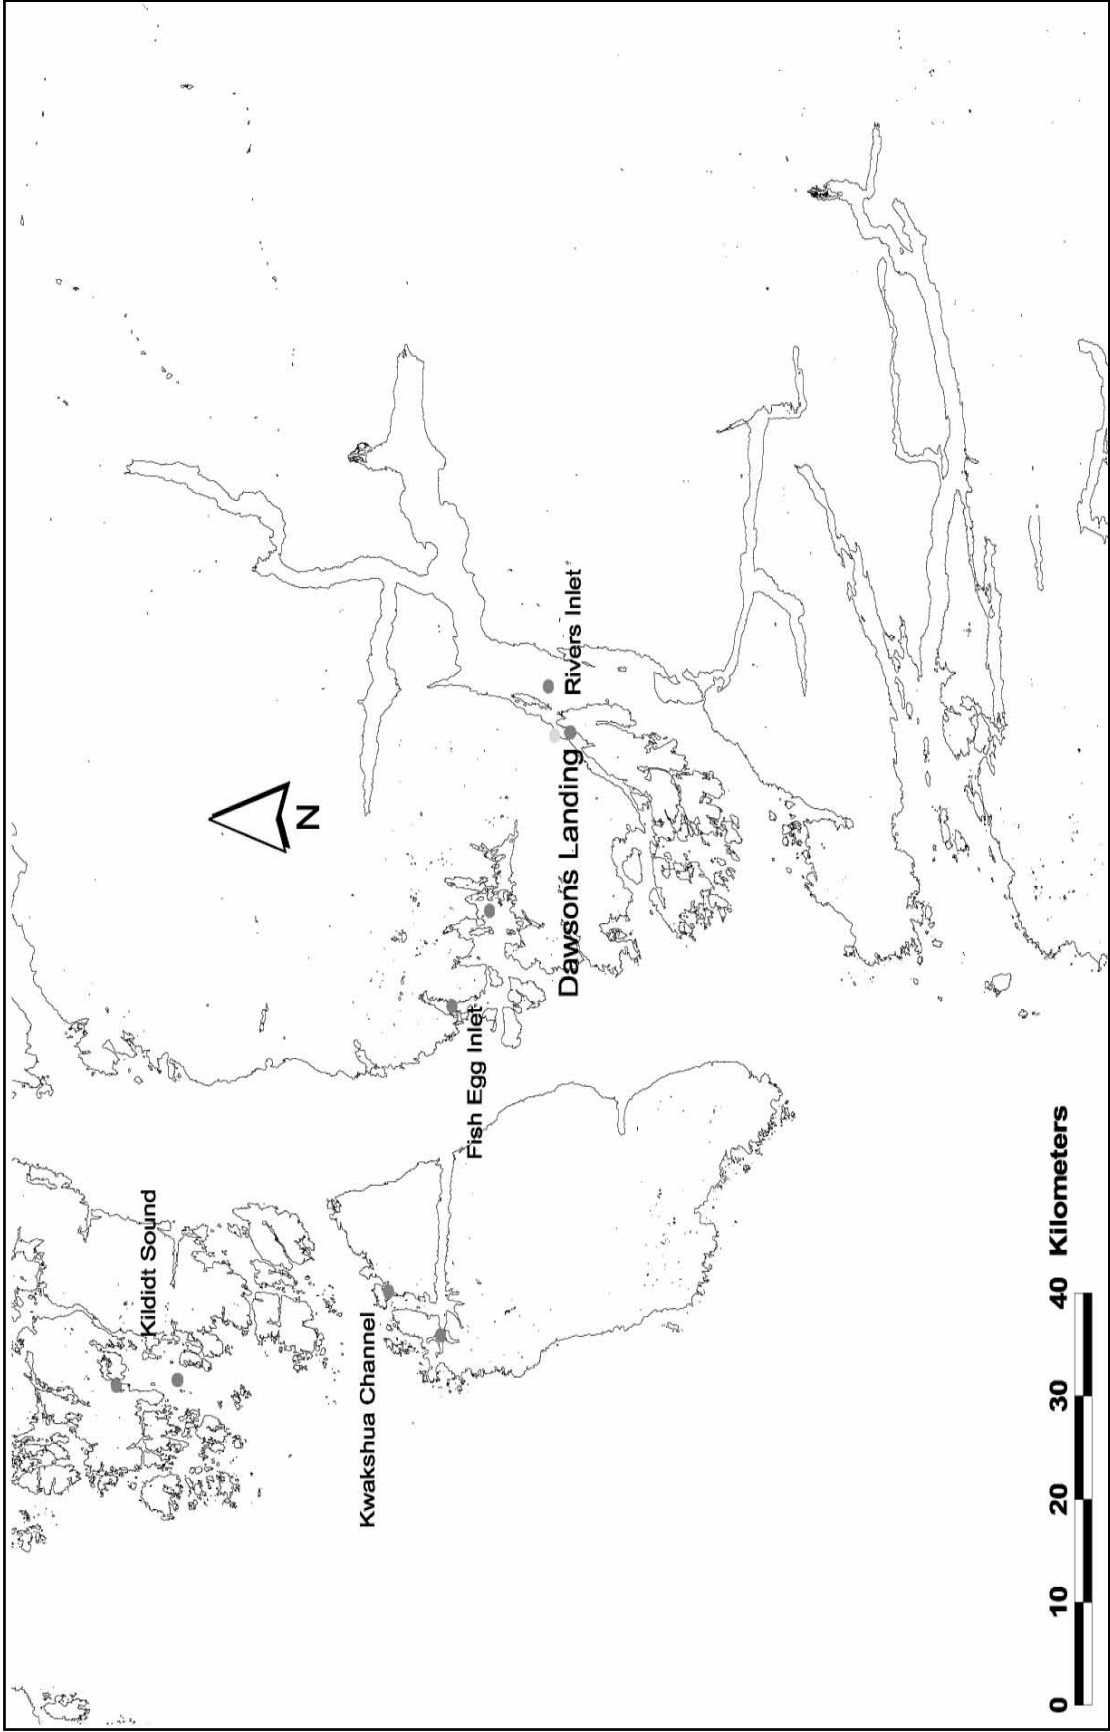 Kildidt Sound
Kwakshua Channel
Fish Egg Inlet
N
Dawsons̒ Landing
Rivers Inlet
0 10 20 30 40 Kilometers